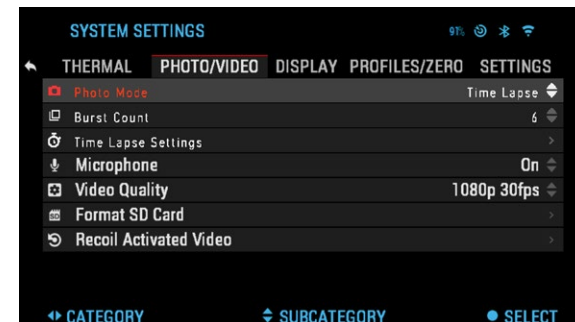 SYSTEM SETTINGS 91%
THERMAL PHOTO/VIDEO DISPLAY PROFILES/ZERO SETTINGS
Photo Mode Time Lapse
Burst Count 6
Time Lapse Settings
Microphone On
Video Quality 1080p 30fps
Format SD Card
Recoil Activated Video
CATEGORY SUBCATEGORY SELECT